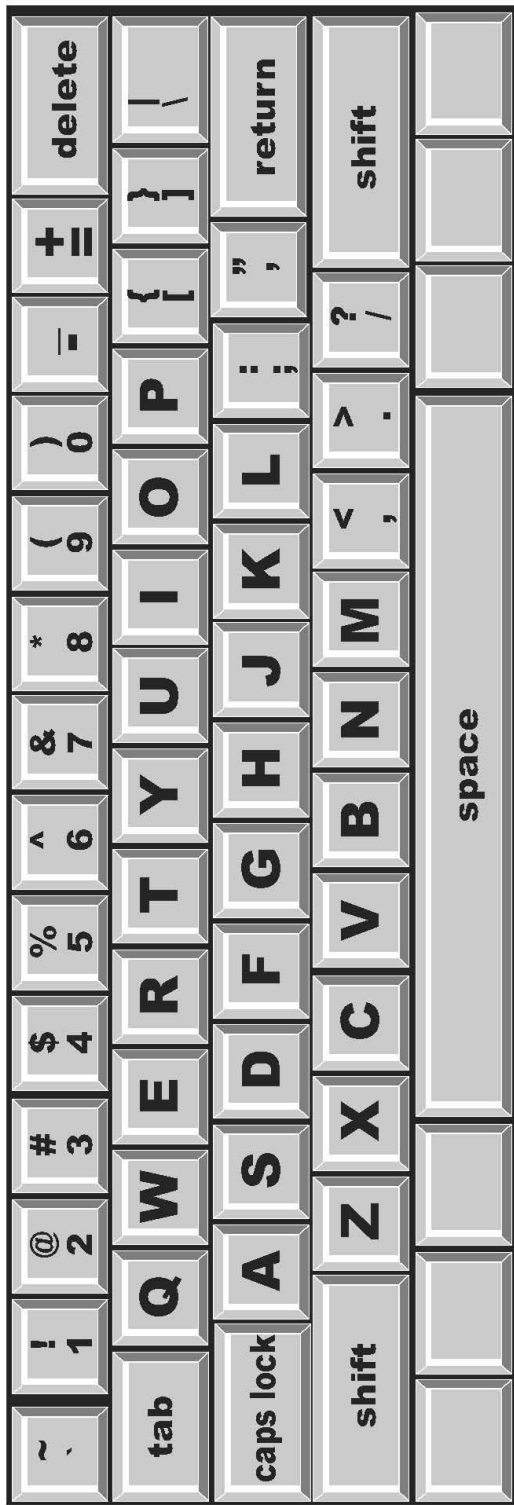 ~ ! @ # $ % ^ & * ( ) _ + delete
` 1 2 3 4 5 6 7 8 9 0 - =
tab Q W E R T Y U I O P { } |
[ ] \
caps lock A S D F G H J K L : " return
; '
shift Z X C V B N M < > ? shift
, . /
space